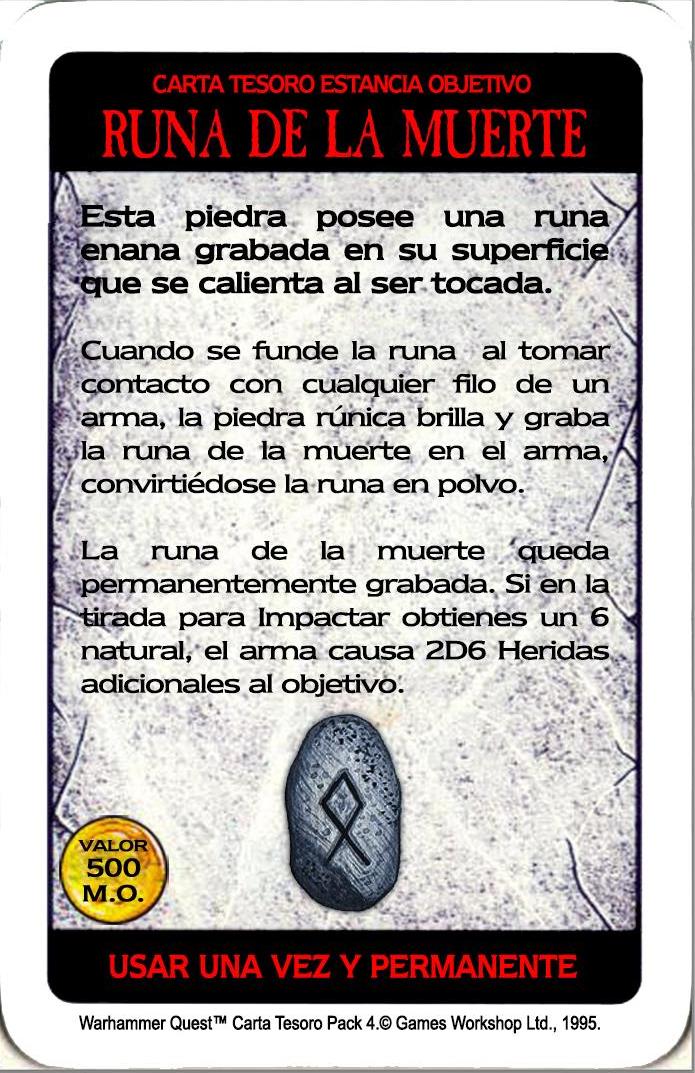 CARTA TESORO ESTANCIA OBJETIVO
RUNA DE LA MUERTE
Esta piedra posee una runa
enana grabada en su superficie
que se calienta al ser tocada.
Cuando se funde la runa al tomar
contacto con cualquier filo de un
arma, la piedra rúnica brilla y graba
la runa de la muerte en el arma,
convirtiédose la runa en polvo.
La runa de la muerte queda
permanentemente grabada. Si en la
tirada para Impactar obtienes un 6
natural, el arma causa 2D6 Heridas
adicionales al objetivo.
VALOR
500
M.O.
USAR UNA VEZ Y PERMANENTE
Warhammer Quest™ Carta Tesoro Pack 4.© Games Workshop Ltd., 1995.